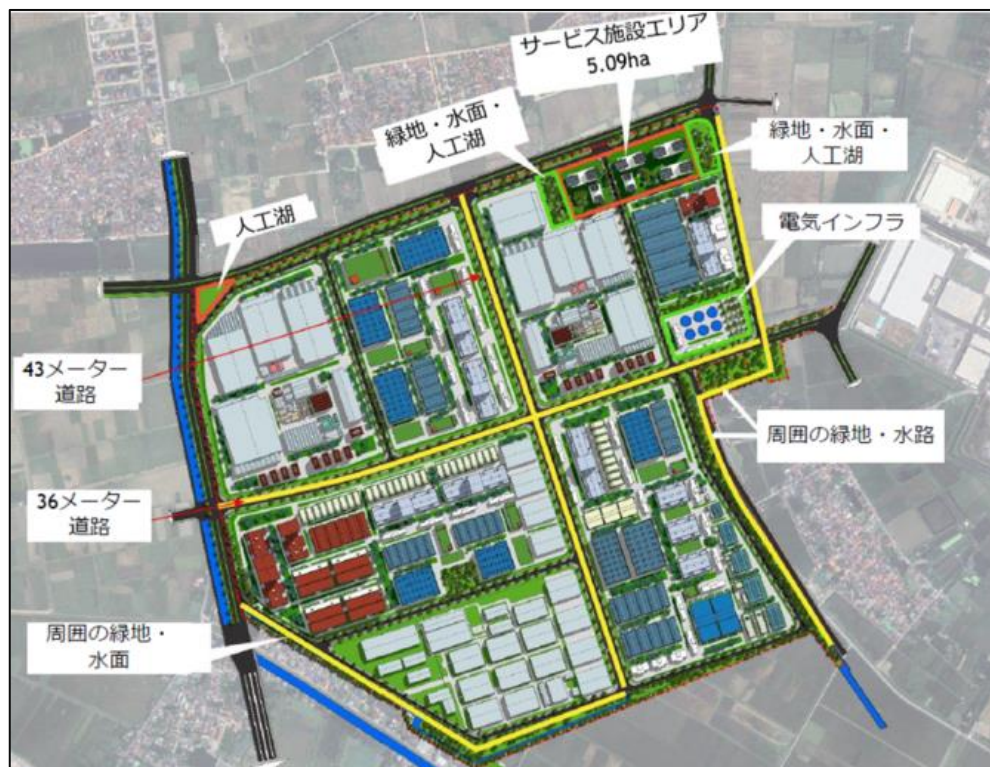 サービス施設エリア
5.09ha
緑地・水面・
人工湖
緑地・水面・
人工湖
人工湖
電気インフラ
43メーター
道路
周囲の緑地・水路
36メーター
道路
周囲の緑地・
水面